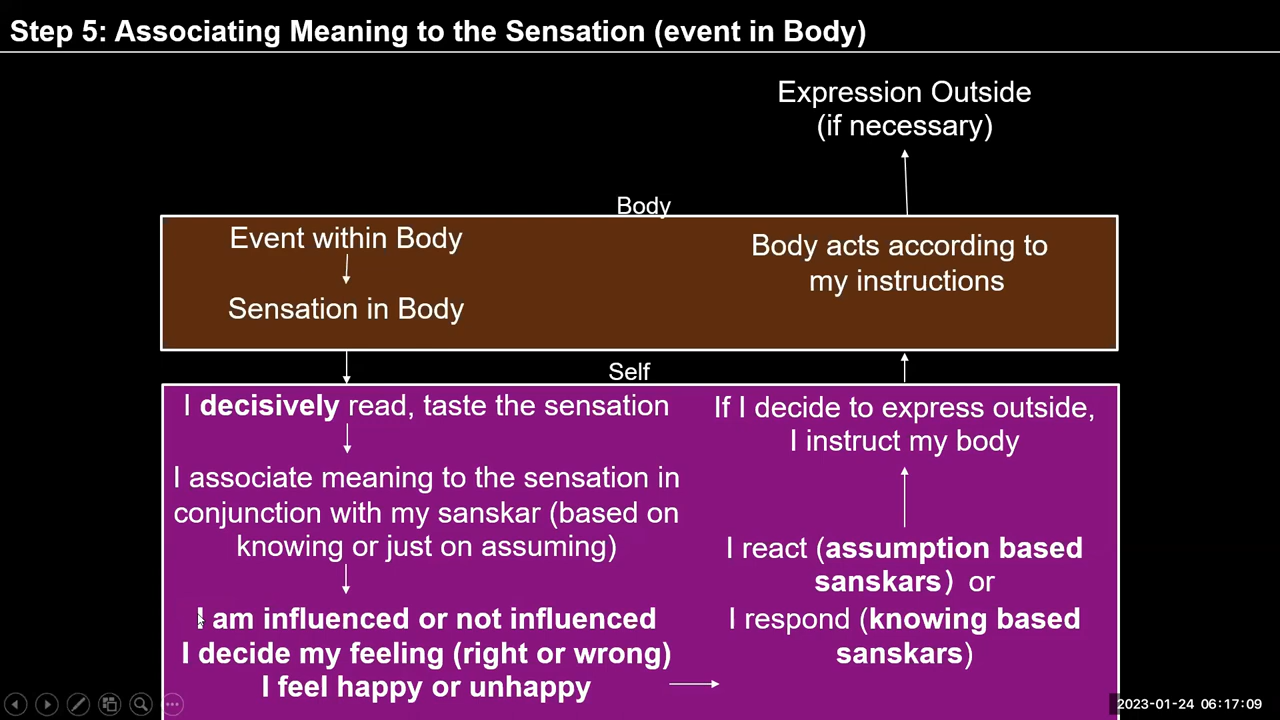 Step 5: Associating Meaning to the Sensation (event in Body)
Expression Outside
(if necessary)
Body
Event within Body
Sensation in Body
Body acts according to
my instructions
Self
I decisively read, taste the sensation
I associate meaning to the sensation in
conjunction with my sanskar (based on
knowing or just on assuming)
I am influenced or not influenced
I decide my feeling (right or wrong)
I feel happy or unhappy
If I decide to express outside,
I instruct my body
I react (assumption based
sanskars) or
I respond (knowing based
sanskars)
2023-01-24 06:17:09